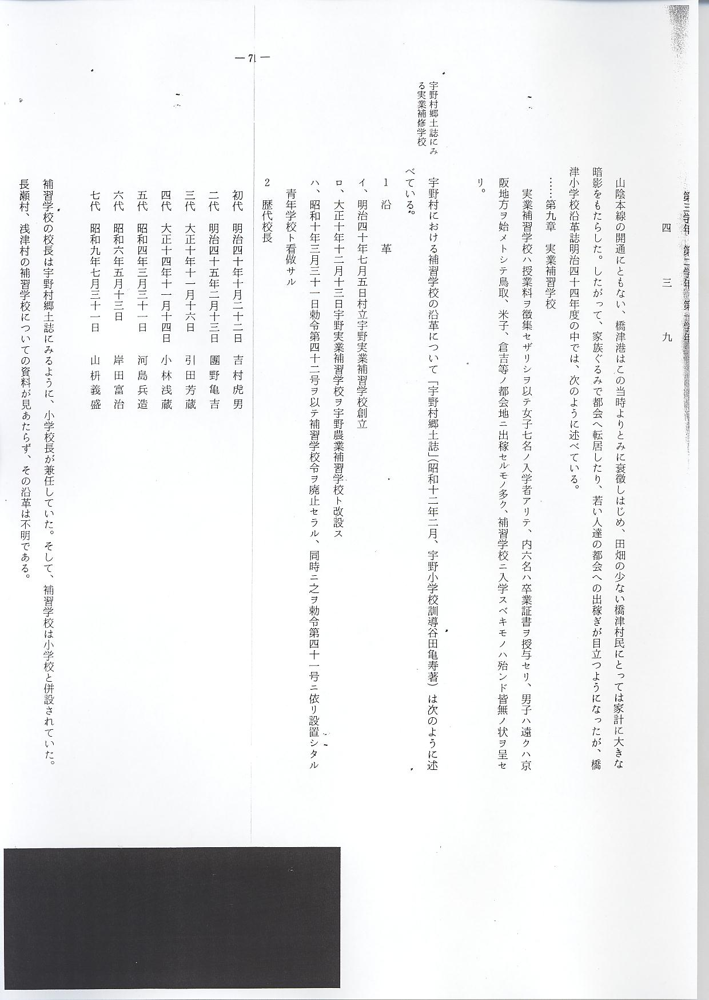 第三学年　第二学年　第一学年
四　三　九
山陰本線の開通にともない、橋津港はこの当時よりとみに衰徴しはじめ、田畑の少ない橋津村民にとっては家計に大きな
暗影をもたらした。したがって、家族ぐるみで都会へ転居したり、若い人達の都会への出稼ぎが目立つようになったが、橋
津小学校沿革誌明治四十四年度の中では、次のように述べている。
……第九章　実業補習学校
実業補習学校ハ授業料ヲ徴集セザリシヲ以テ女子七名ノ入学者アリテ、内六名ハ卒業証書ヲ授与セリ、男子ハ遠クハ京
阪地方ヲ始メトシテ鳥取、米子、倉吉等ノ都会地ニ出稼セルモノ多ク、補習学校ニ入学スベキモノハ殆ンド皆無ノ状ヲ呈セ
リ。
宇野村郷土誌にみ
る実業補修学校
宇野村における補習学校の沿革について「宇野村郷土誌」（昭和十二年二月、宇野小学校訓導谷田亀寿著）は次のように述
べている。
1　沿　革
イ、明治四十年七月五日村立宇野実業補習学校創立
ロ、大正十年十二月十三日宇野実業補習学校ヲ宇野農業補習学校ト改設ス
ハ、昭和十年三月三十一日勅令第四十二号ヲ以テ補習学校令ヲ廃止セラル、同時ニ之ヲ勅令第四十一号ニ依リ設置シタル
青年学校ト看做サル
2　歴代校長
初代　明治四十年十月二十二日　吉村虎男
二代　明治四十五年二月十三日　團野亀吉
三代　大正十年十一月十六日　引田芳蔵
四代　大正十四年十一月十四日　小林浅蔵
五代　昭和四年三月三十一日　河島兵造
六代　昭和六年五月十三日　岸田富治
七代　昭和九年七月三十一日　山枡義盛
補習学校の校長は宇野村郷土誌にみるように、小学校長が兼任していた。そして、補習学校は小学校と併設されていた。
長瀬村、浅津村の補習学校についての資料が見あたらず、その沿革は不明である。
— 71 —